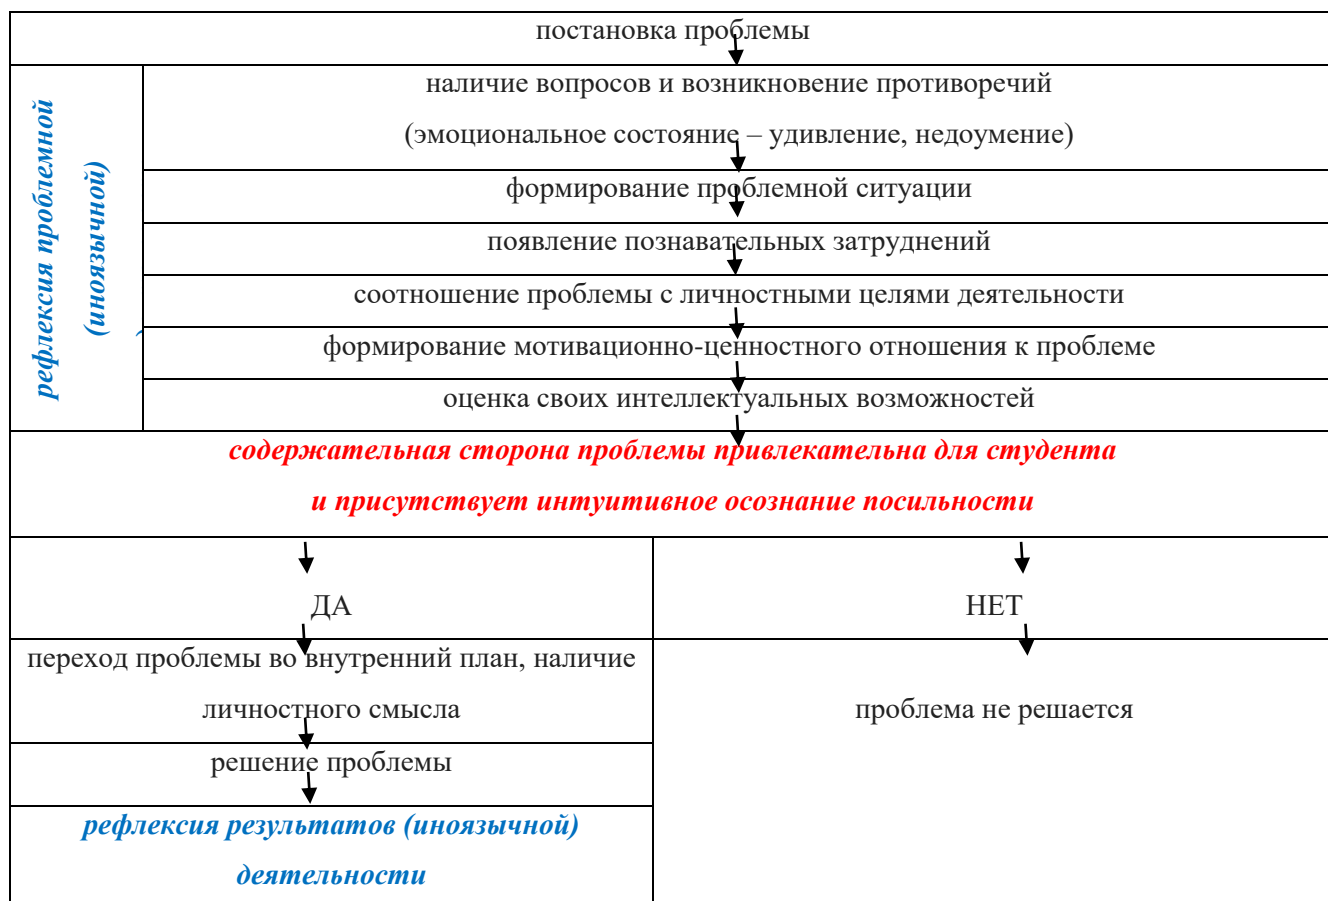 постановка проблемы
рефлексия проблемной
(иноязычной)
наличие вопросов и возникновение противоречий
(эмоциональное состояние – удивление, недоумение)
формирование проблемной ситуации
появление познавательных затруднений
соотношение проблемы с личностными целями деятельности
формирование мотивационно-ценностного отношения к проблеме
оценка своих интеллектуальных возможностей
содержательная сторона проблемы привлекательна для студента
и присутствует интуитивное осознание посильности
ДА
НЕТ
переход проблемы во внутренний план, наличие
личностного смысла
проблема не решается
решение проблемы
рефлексия результатов (иноязычной)
деятельности